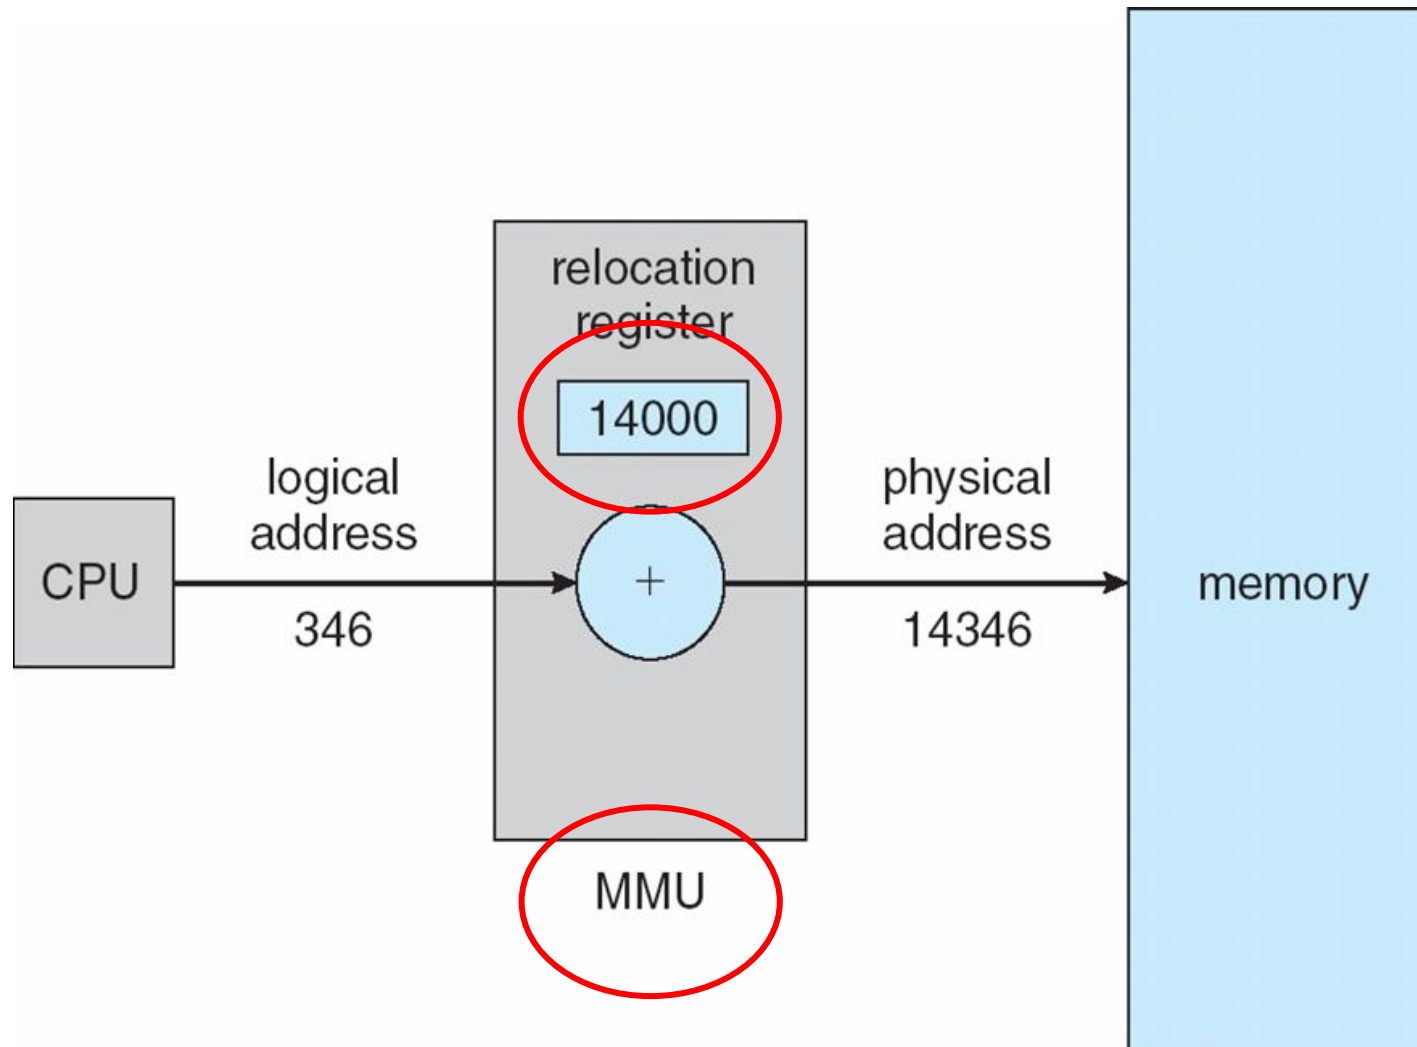 relocation
register
14000
logical
address
physical
address
CPU
+
memory
346
14346
MMU